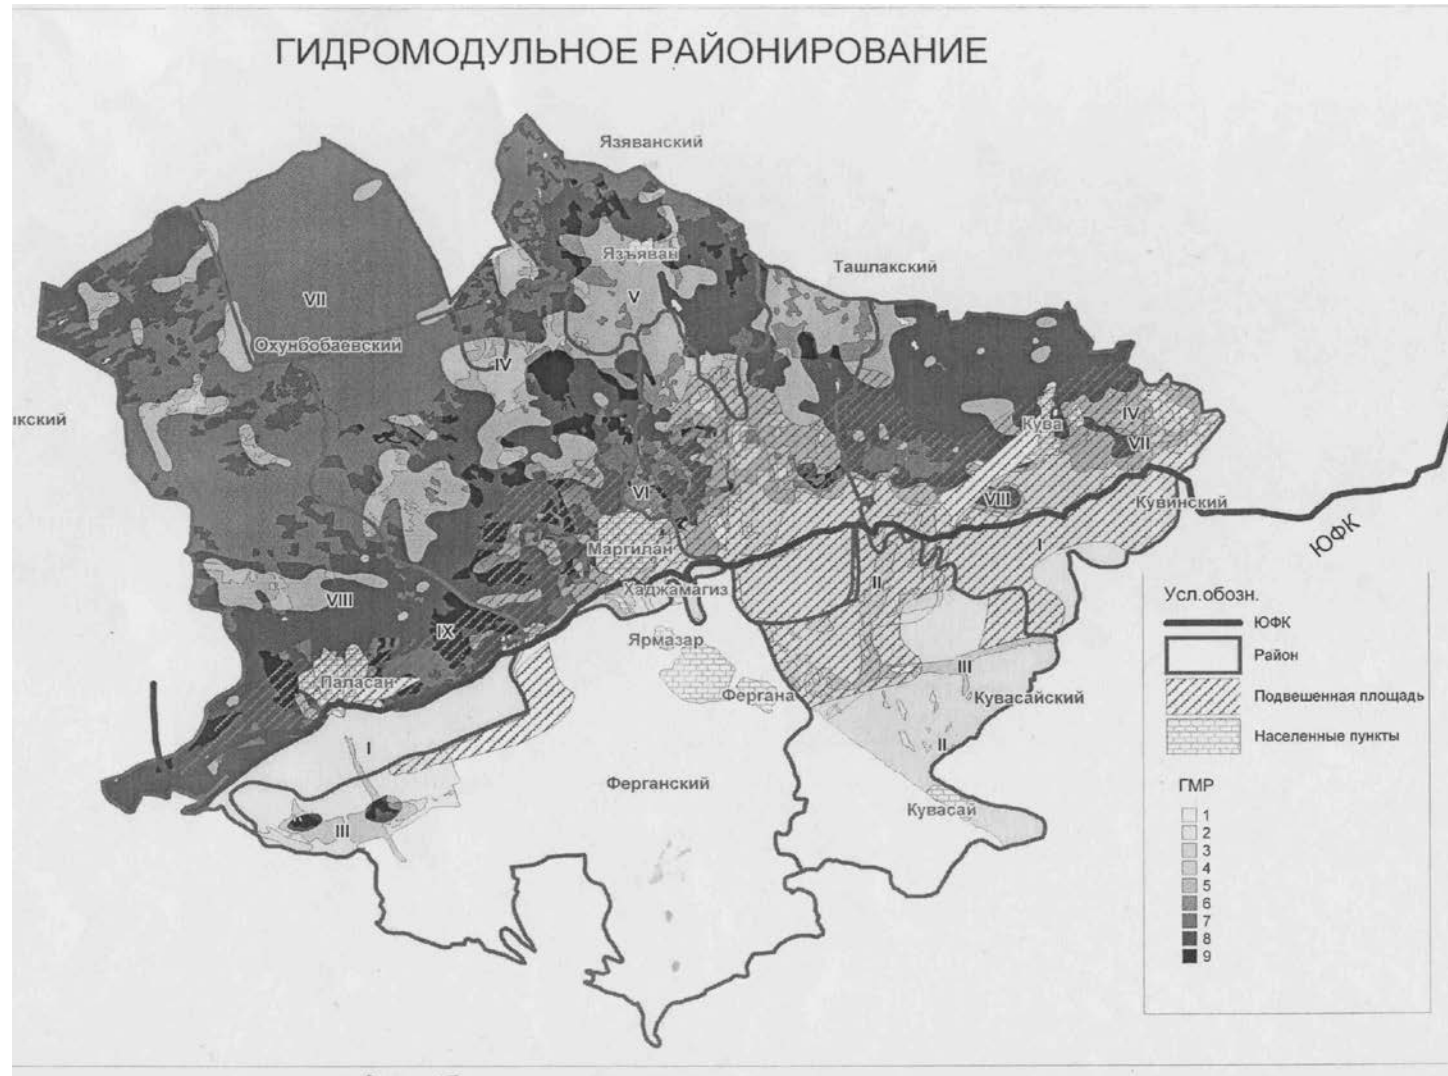 ГИДРОМОДУЛЬНОЕ РАЙОНИРОВАНИЕ
Язяванский
Язъяван
Ташлакский
VII
V
Охунбобаевский
IV
IV
Кува
VII
VI
VIII
Кувинский
Маргилан
ЮФК
I
II
Хаджамагиз
VIII
IX
Ярмазар
III
Паласан
Фергана
Кувасайский
I
II
Ферганский
Кувасай
III
Усл.обозн.
ЮФК
Район
Подвешенная площадь
Населенные пункты
ГМР
1
2
3
4
5
6
7
8
9